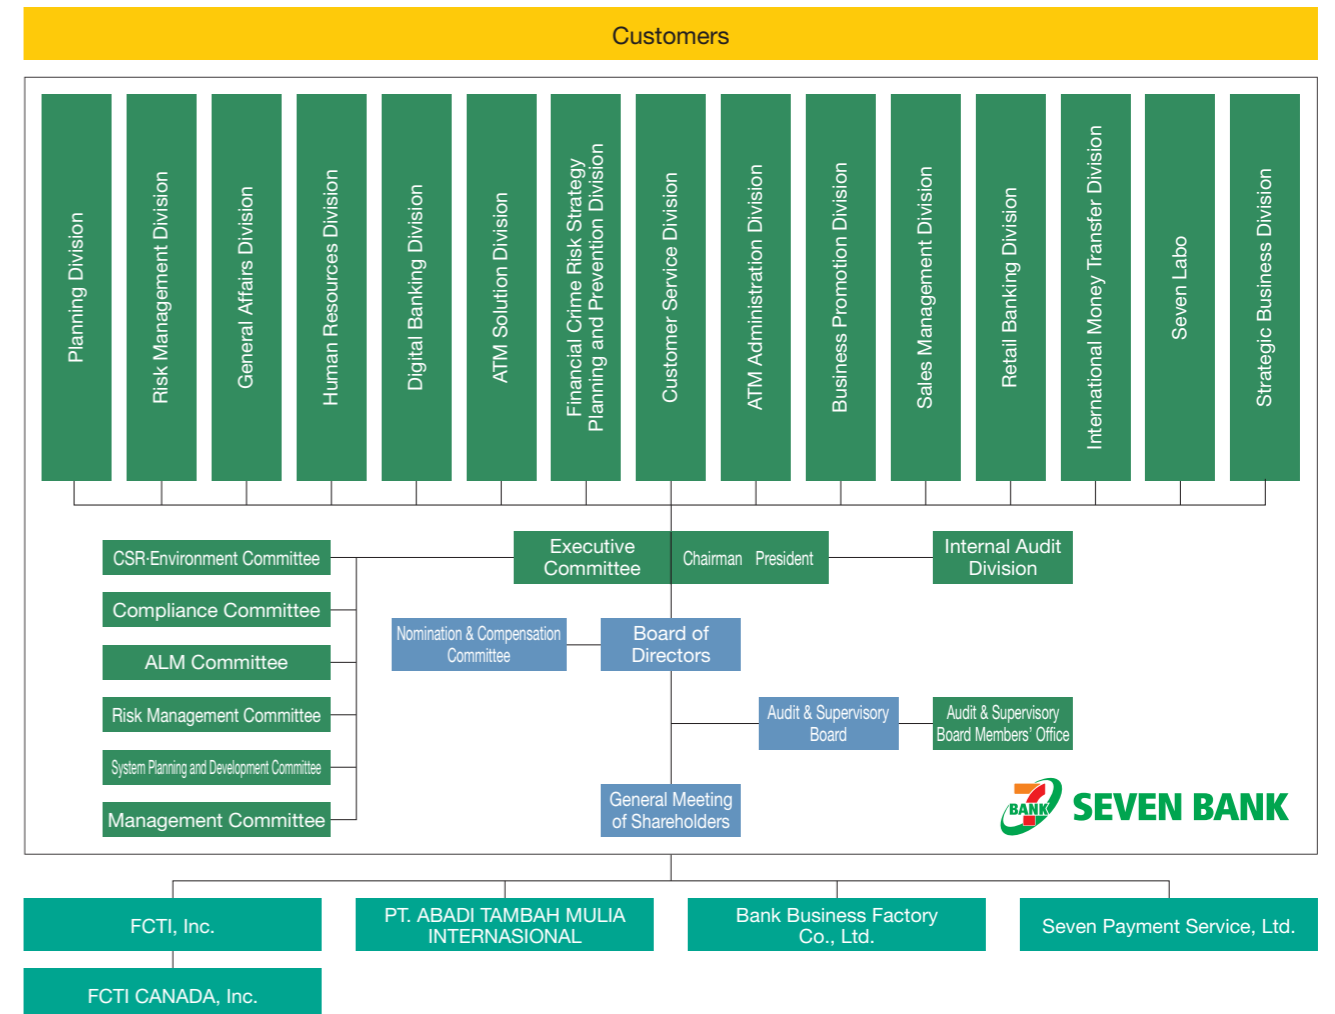 Customers
Planning Division
Risk Management Division
General Affairs Division
Human Resources Division
Digital Banking Division
ATM Solution Division
Financial Crime Risk Strategy
Planning and Prevention Division
Customer Service Division
ATM Administration Division
Business Promotion Division
Sales Management Division
Retail Banking Division
International Money Transfer Division
Seven Labo
Strategic Business Division
CSR·Environment Committee
Executive
Committee
Chairman President
Internal Audit
Division
Compliance Committee
Nomination & Compensation
Committee
Board of
Directors
ALM Committee
Risk Management Committee
Audit & Supervisory
Board
Audit & Supervisory
Board Members' Office
System Planning and Development Committee
Management Committee
General Meeting
of Shareholders
7
BANK
SEVEN BANK
FCTI, Inc.
PT. ABADI TAMBAH MULIA
INTERNASIONAL
Bank Business Factory
Co., Ltd.
Seven Payment Service, Ltd.
FCTI CANADA, Inc.